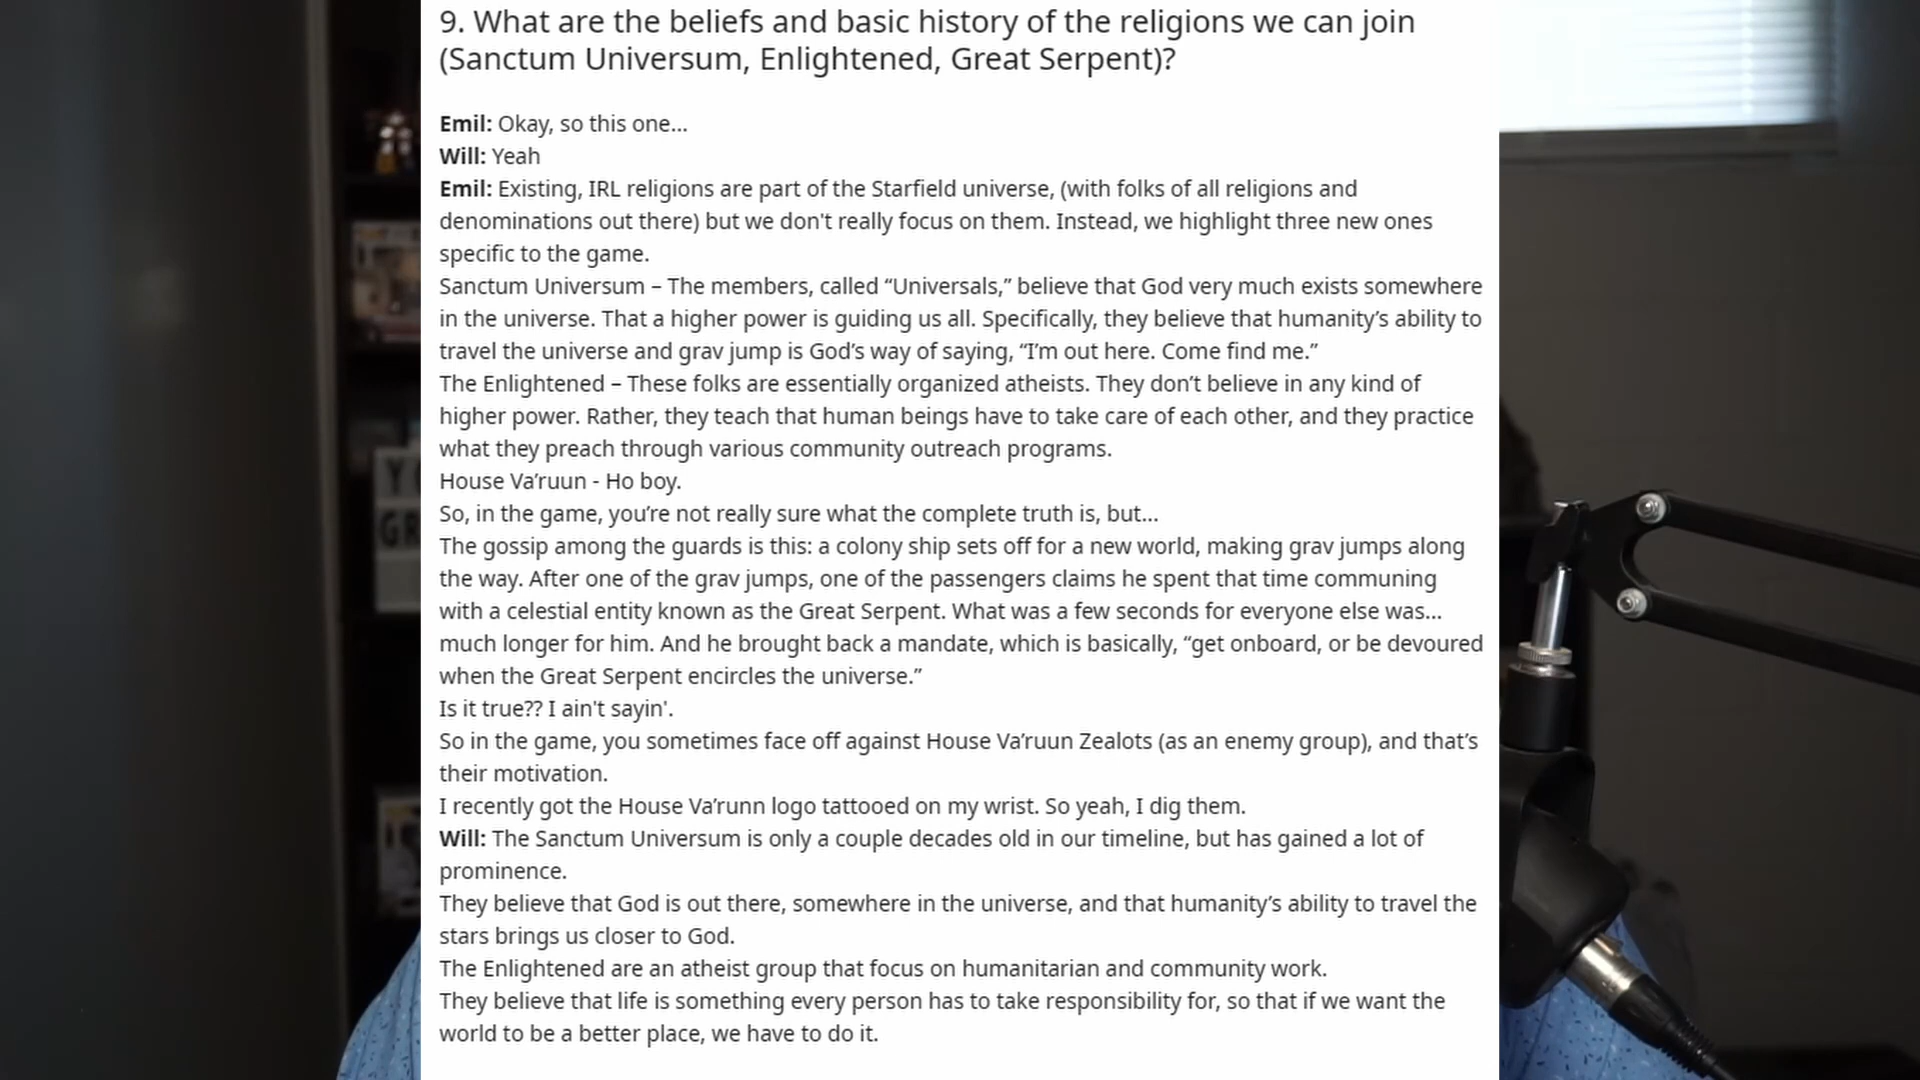 9. What are the beliefs and basic history of the religions we can join
(Sanctum Universum, Enlightened, Great Serpent)?
Emil: Okay, so this one...
Will: Yeah
Emil: Existing, IRL religions are part of the Starfield universe, (with folks of all religions and
denominations out there) but we don't really focus on them. Instead, we highlight three new ones
specific to the game.
Sanctum Universum – The members, called “Universals,” believe that God very much exists somewhere
in the universe. That a higher power is guiding us all. Specifically, they believe that humanity’s ability to
travel the universe and grav jump is God’s way of saying, “I’m out here. Come find me.”
The Enlightened – These folks are essentially organized atheists. They don’t believe in any kind of
higher power. Rather, they teach that human beings have to take care of each other, and they practice
what they preach through various community outreach programs.
House Va’ruun - Ho boy.
So, in the game, you’re not really sure what the complete truth is, but...
The gossip among the guards is this: a colony ship sets off for a new world, making grav jumps along
the way. After one of the grav jumps, one of the passengers claims he spent that time communing
with a celestial entity known as the Great Serpent. What was a few seconds for everyone else was...
much longer for him. And he brought back a mandate, which is basically, “get onboard, or be devoured
when the Great Serpent encircles the universe.”
Is it true?? I ain't sayin'.
So in the game, you sometimes face off against House Va’ruun Zealots (as an enemy group), and that’s
their motivation.
I recently got the House Va’runn logo tattooed on my wrist. So yeah, I dig them.
Will: The Sanctum Universum is only a couple decades old in our timeline, but has gained a lot of
prominence.
They believe that God is out there, somewhere in the universe, and that humanity’s ability to travel the
stars brings us closer to God.
The Enlightened are an atheist group that focus on humanitarian and community work.
They believe that life is something every person has to take responsibility for, so that if we want the
world to be a better place, we have to do it.